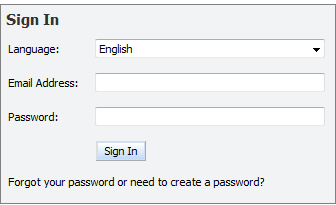 Sign In
Language: English
Email Address:
Password:
Sign In
Forgot your password or need to create a password?